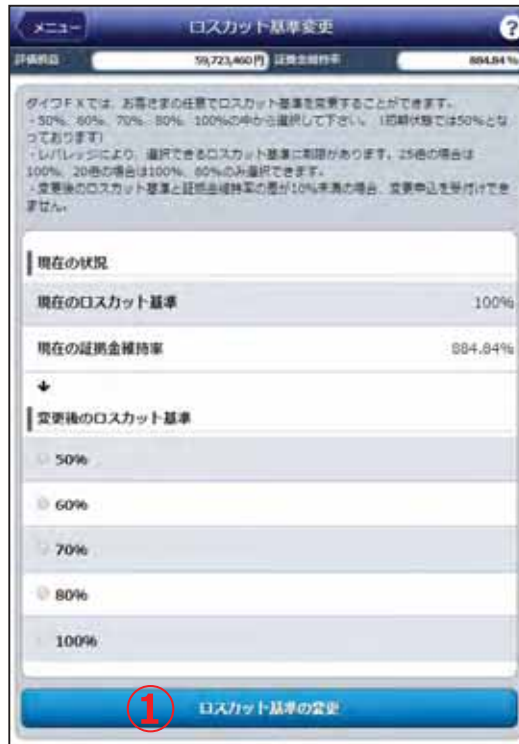 メニュー
ロスカット基準変更
?
評価損益
59,723,460円
証拠金維持率
884.84%
ダイワFXでは、お客さまの任意でロスカット基準を変更することができます。
・50%、60%、70%、80%、100%の中から選択して下さい。(初期状態では50%とな
っております)
・レバレッジにより、選択できるロスカット基準に制限があります。25倍の場合は
100%、20倍の場合は100%、80%のみ選択できます。
・変更後のロスカット基準と証拠金維持率の差が10%未満の場合、変更申込を受付けでき
ません。
現在の状況
現在のロスカット基準
100%
現在の証拠金維持率
884.84%
↓
変更後のロスカット基準
50%
60%
70%
80%
100%
① ロスカット基準の変更